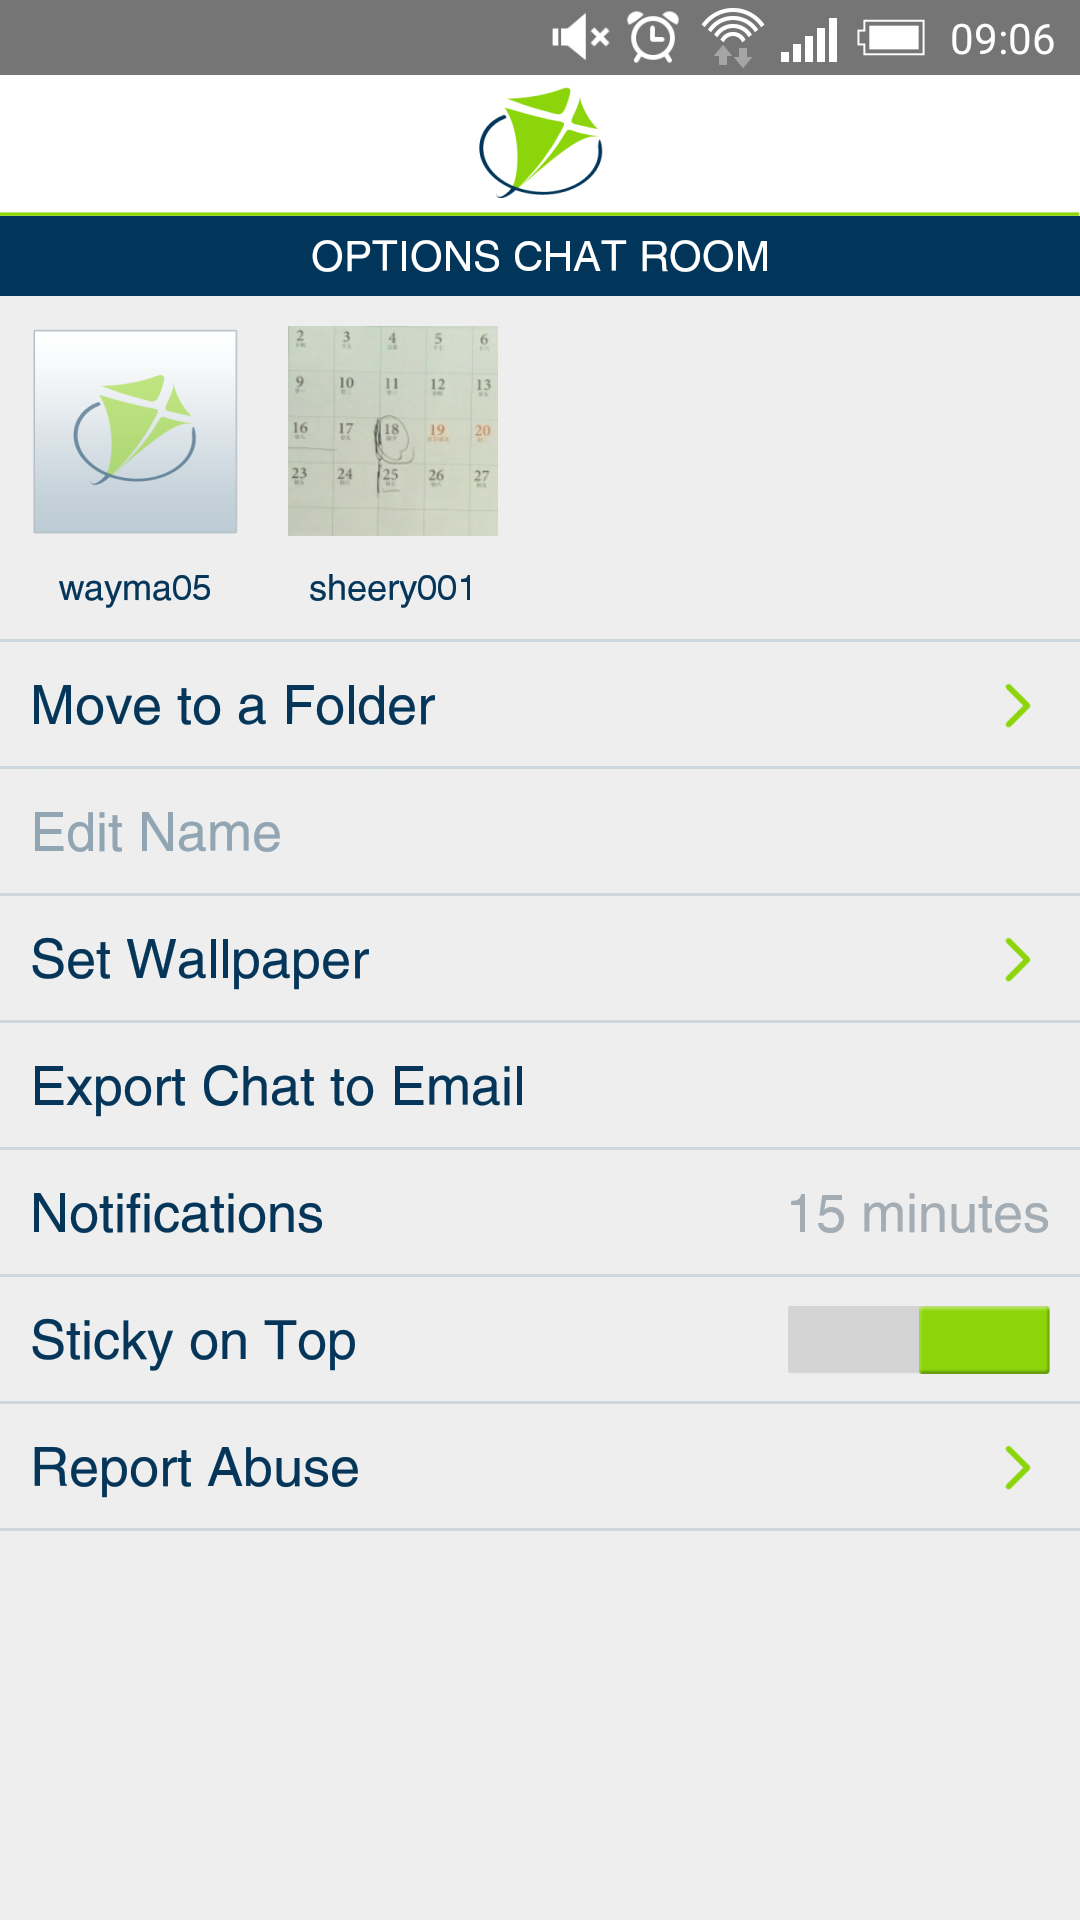 09:06
OPTIONS CHAT ROOM
2 3 4 5 6
9 10 11 12 13
16 17 18 19 20
23 24 25 26 27
wayma05 sheery001
Move to a Folder
Edit Name
Set Wallpaper
Export Chat to Email
Notifications 15 minutes
Sticky on Top
Report Abuse